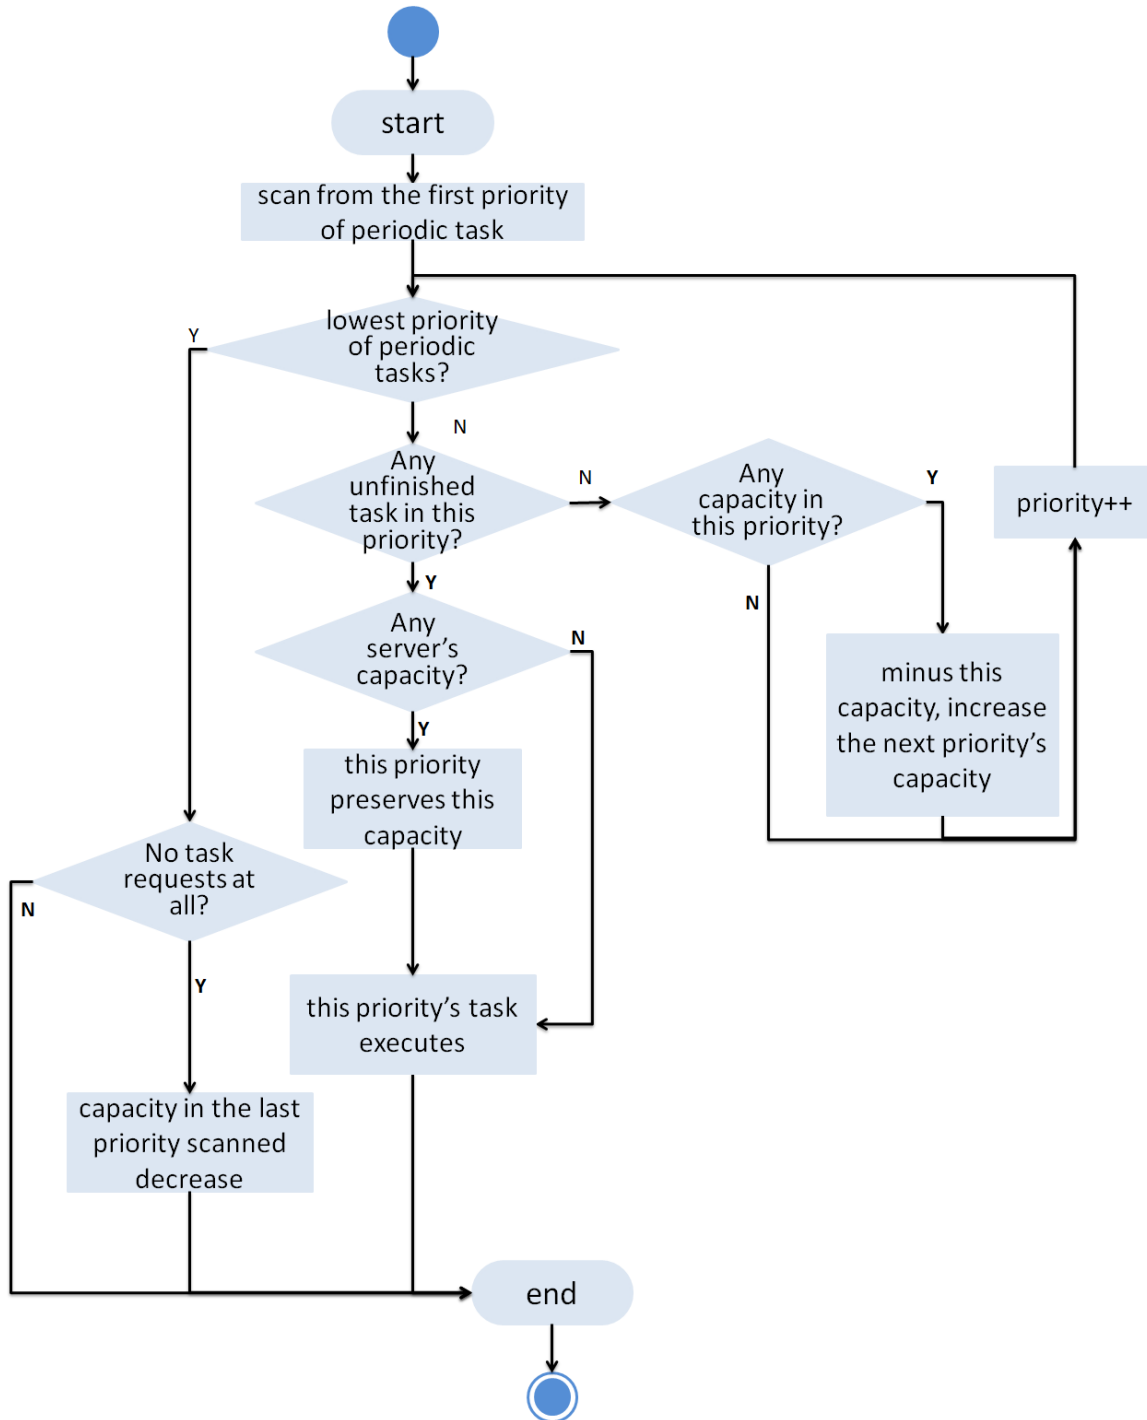 start
scan from the first priority
of periodic task
lowest priority
of periodic
tasks?
Y
N
Any
unfinished
task in this
priority?
N
Any
capacity in
this priority?
Y
priority++
Y
N
Any
server's
capacity?
N
minus this
capacity, increase
the next priority's
capacity
Y
this priority
preserves this
capacity
No task
requests at
all?
N
Y
this priority's task
executes
capacity in the last
priority scanned
decrease
end